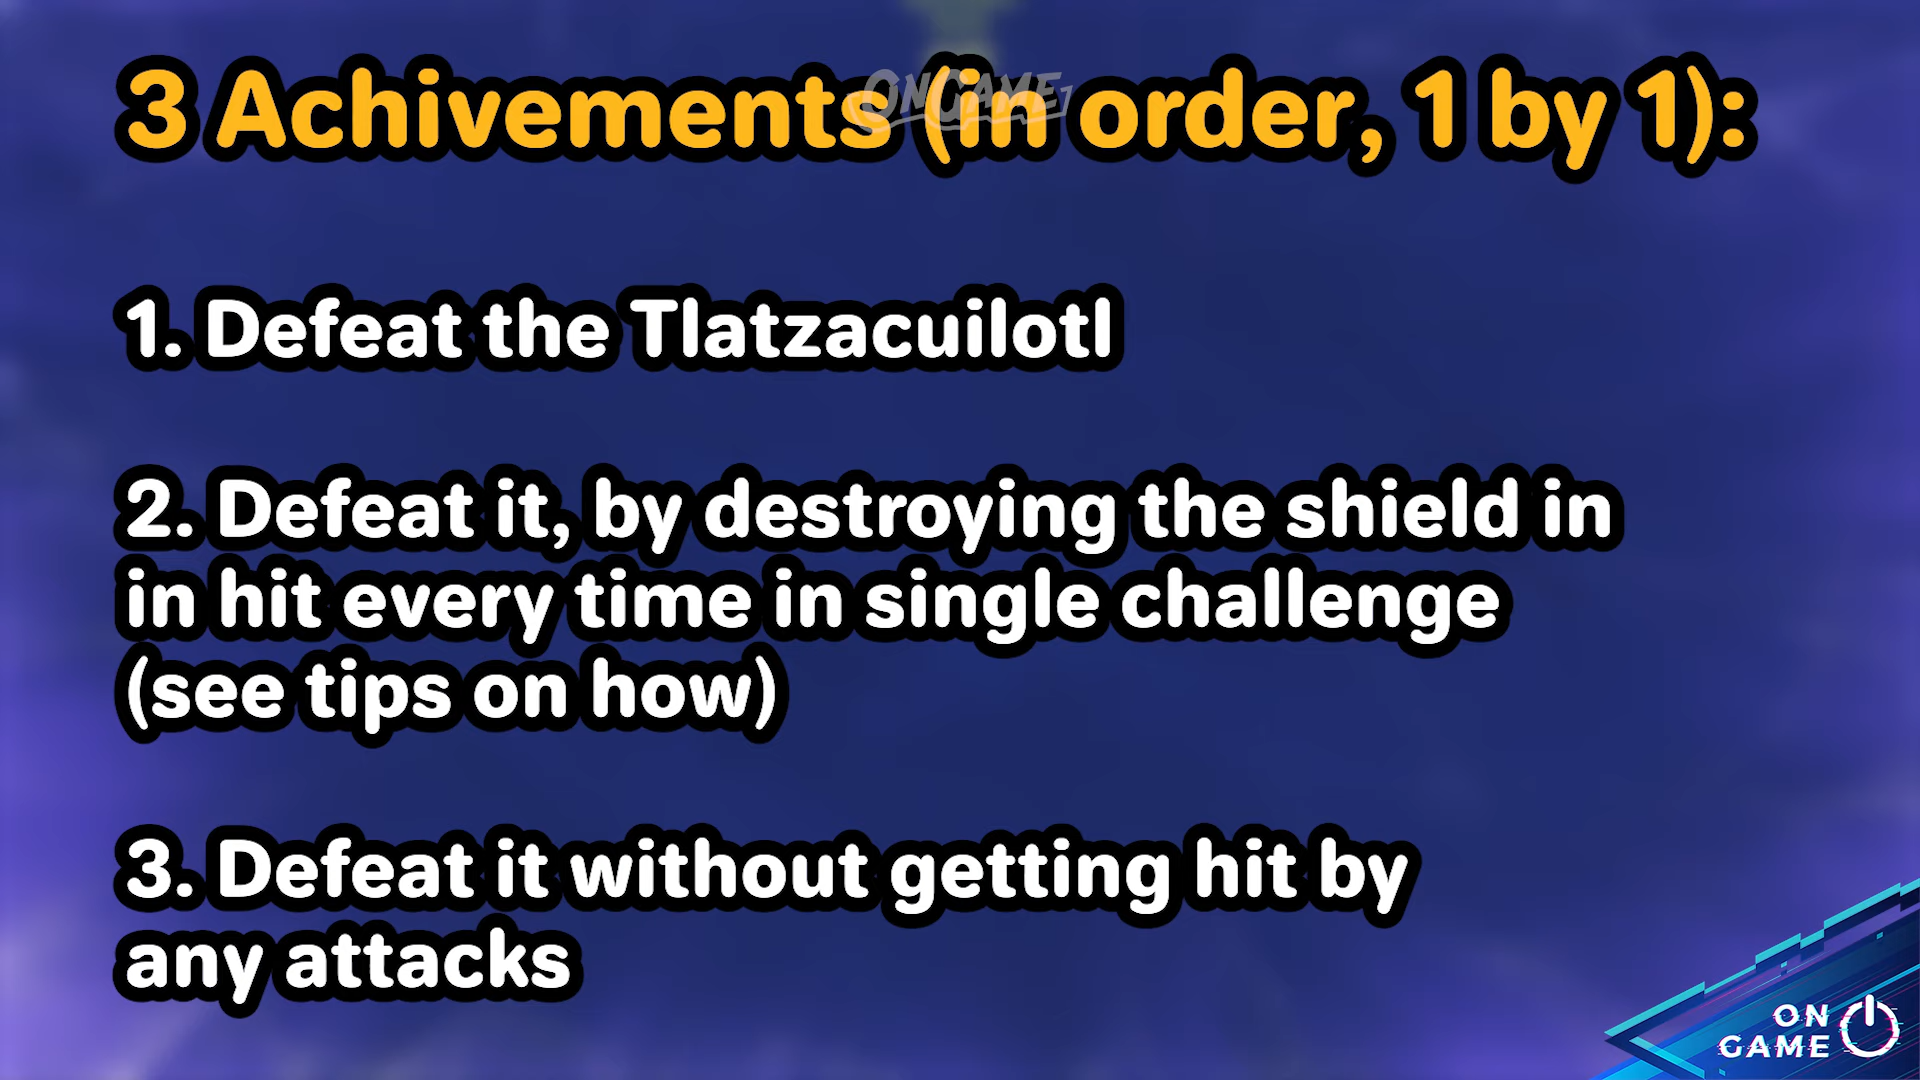 3 Achivements (in order, 1 by 1):
ONGAME
1. Defeat the Tlatzacuilotl
2. Defeat it, by destroying the shield in
in hit every time in single challenge
(see tips on how)
3. Defeat it without getting hit by
any attacks
ON
GAME